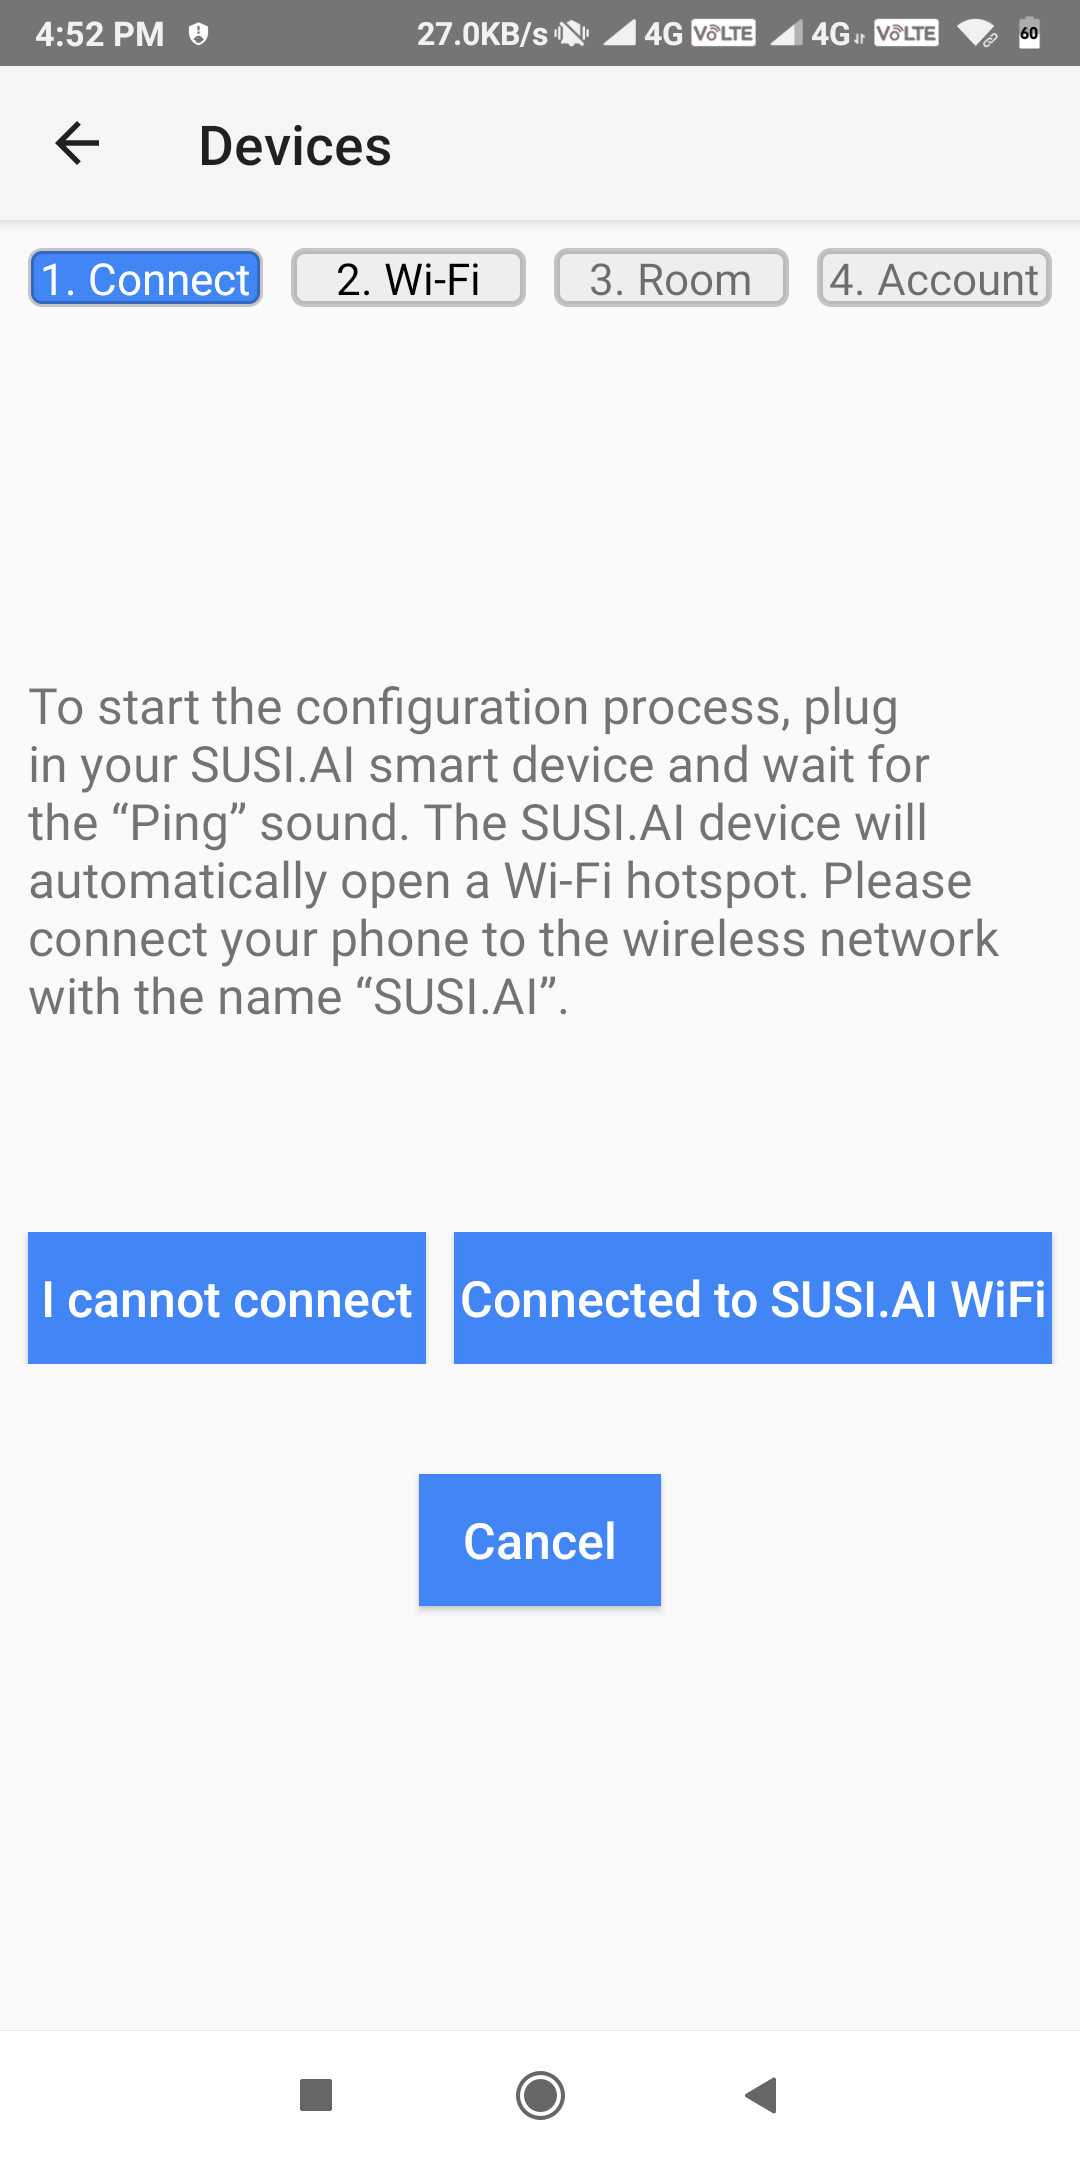 4:52 PM 27.0KB/s 4G VoLTE 4G VoLTE 60
Devices
1. Connect 2. Wi-Fi 3. Room 4. Account
To start the configuration process, plug
in your SUSI.AI smart device and wait for
the “Ping” sound. The SUSI.AI device will
automatically open a Wi-Fi hotspot. Please
connect your phone to the wireless network
with the name “SUSI.AI”.
I cannot connect Connected to SUSI.AI WiFi
Cancel